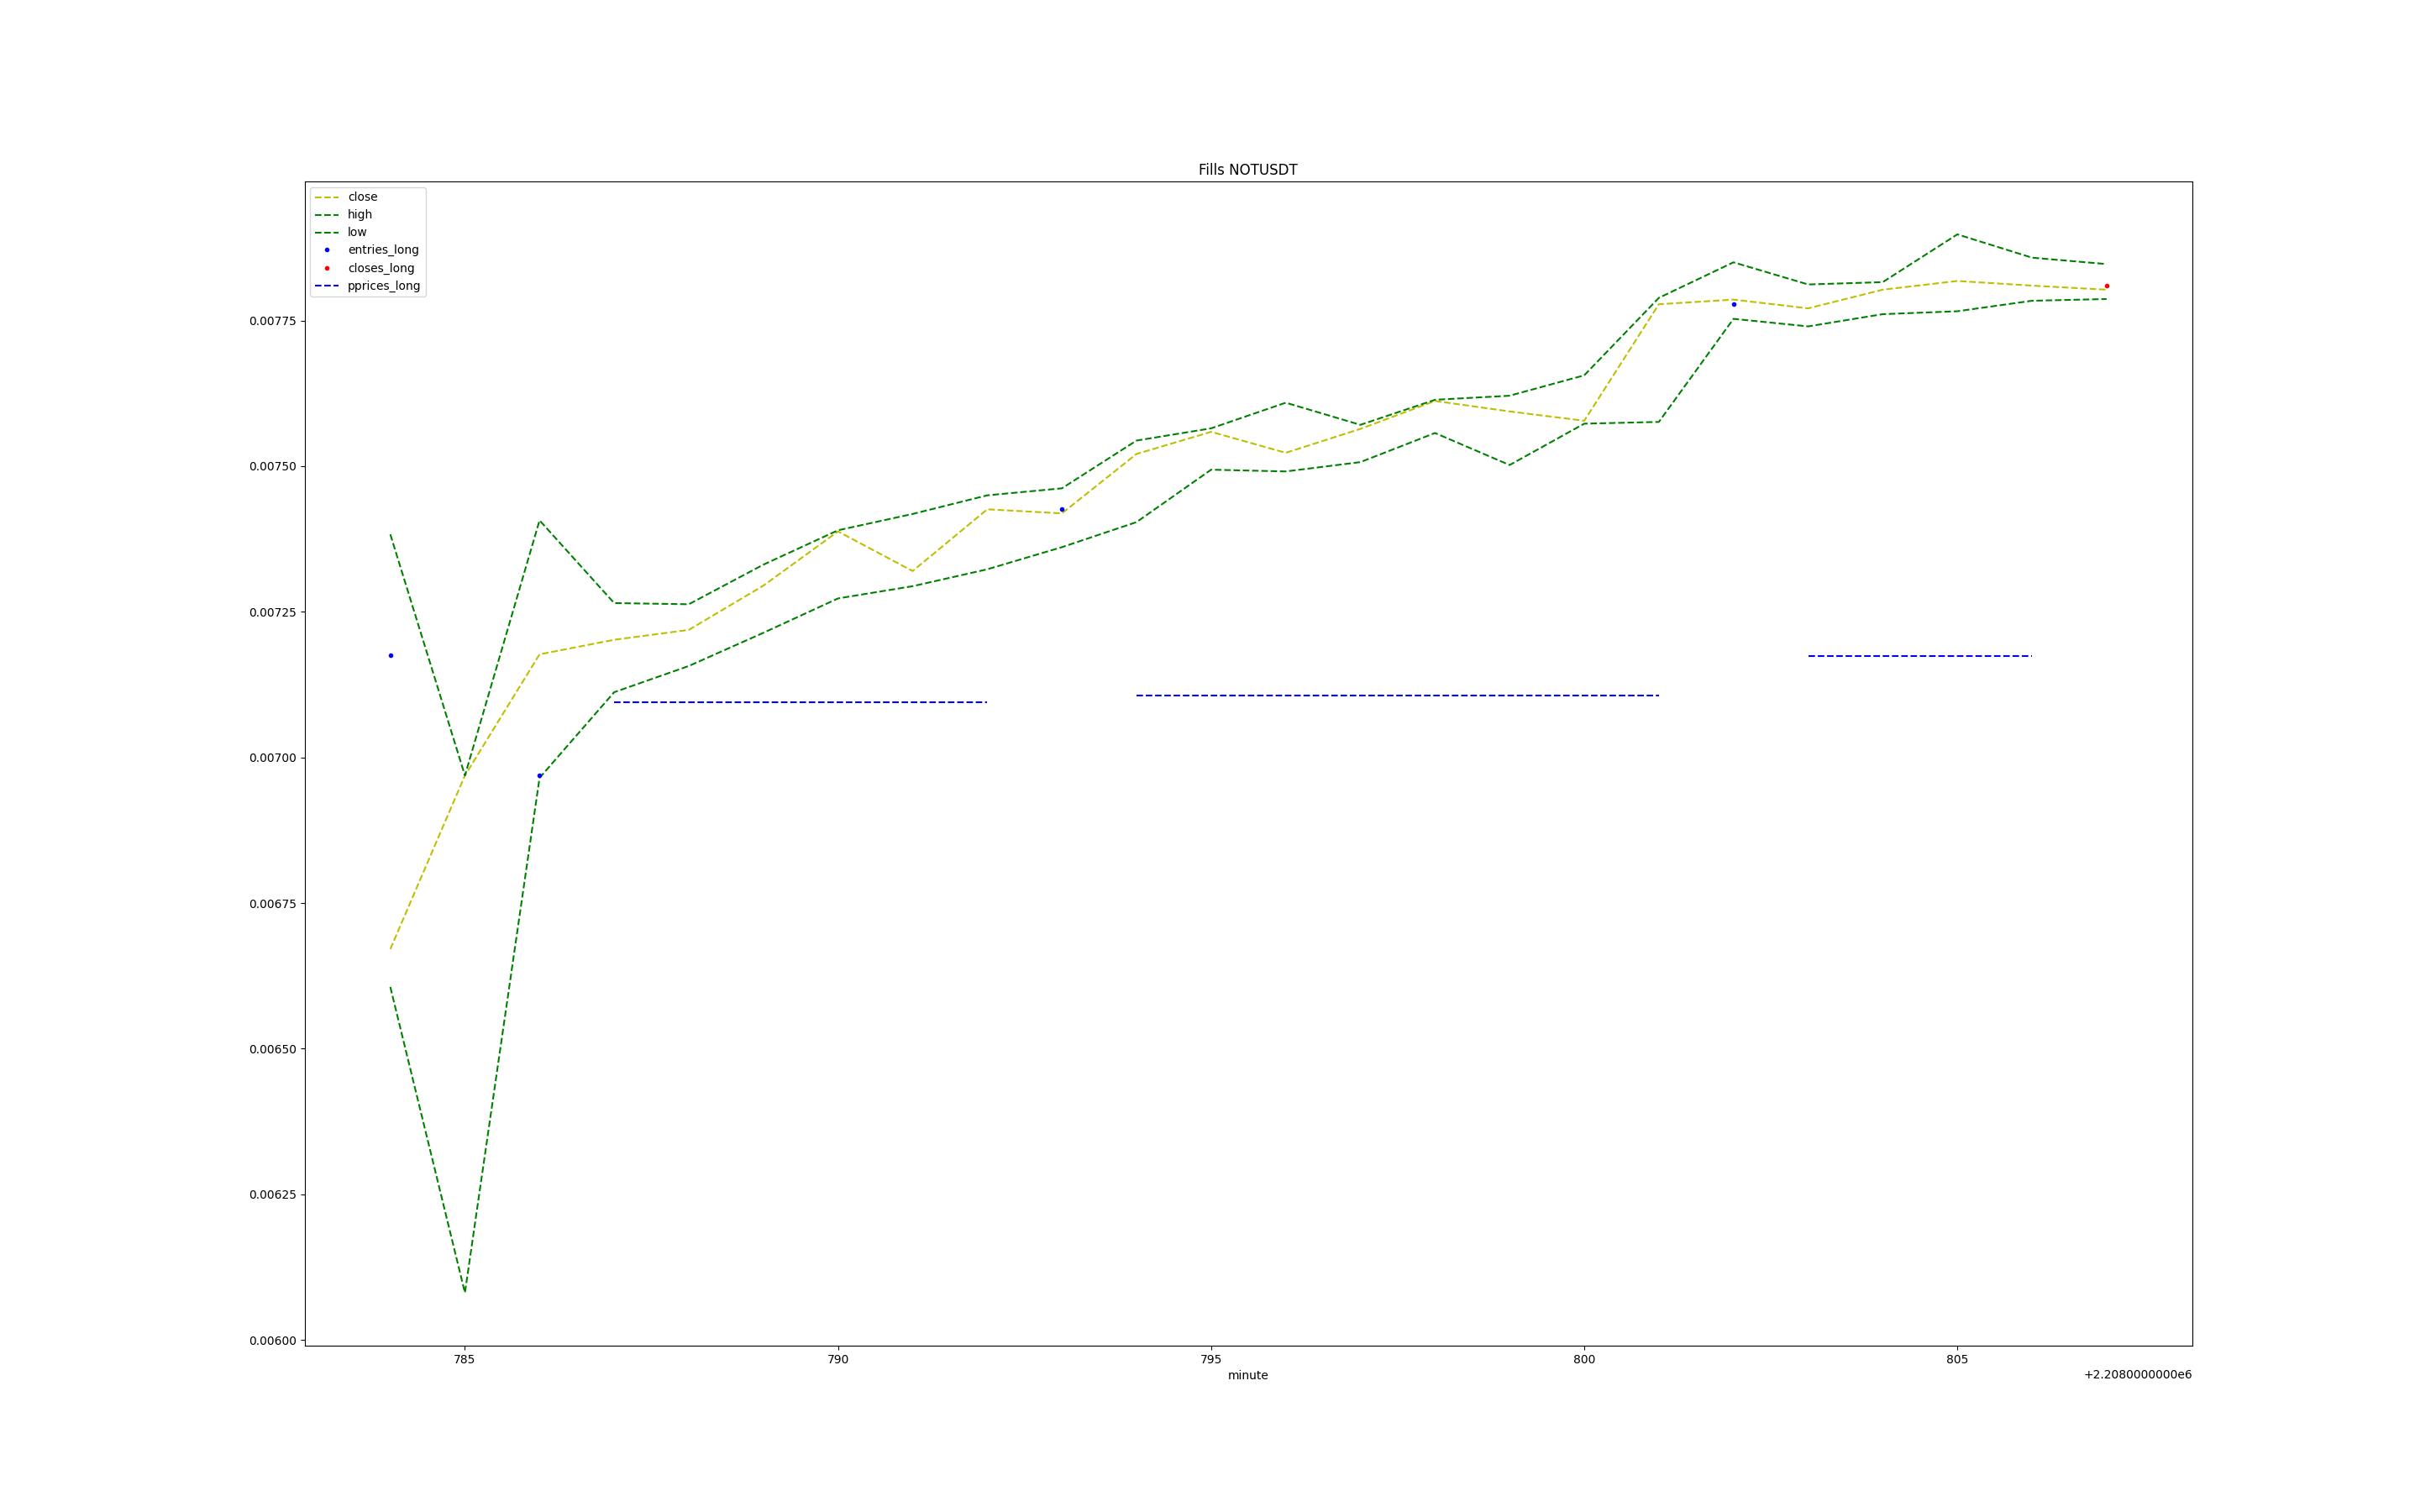 Fills NOTUSDT
close
high
low
entries_long
closes_long
pprices_long
0.00775
0.00750
0.00725
0.00700
0.00675
0.00650
0.00625
0.00600
785 790 795 800 805
minute
+2.2080000000e6